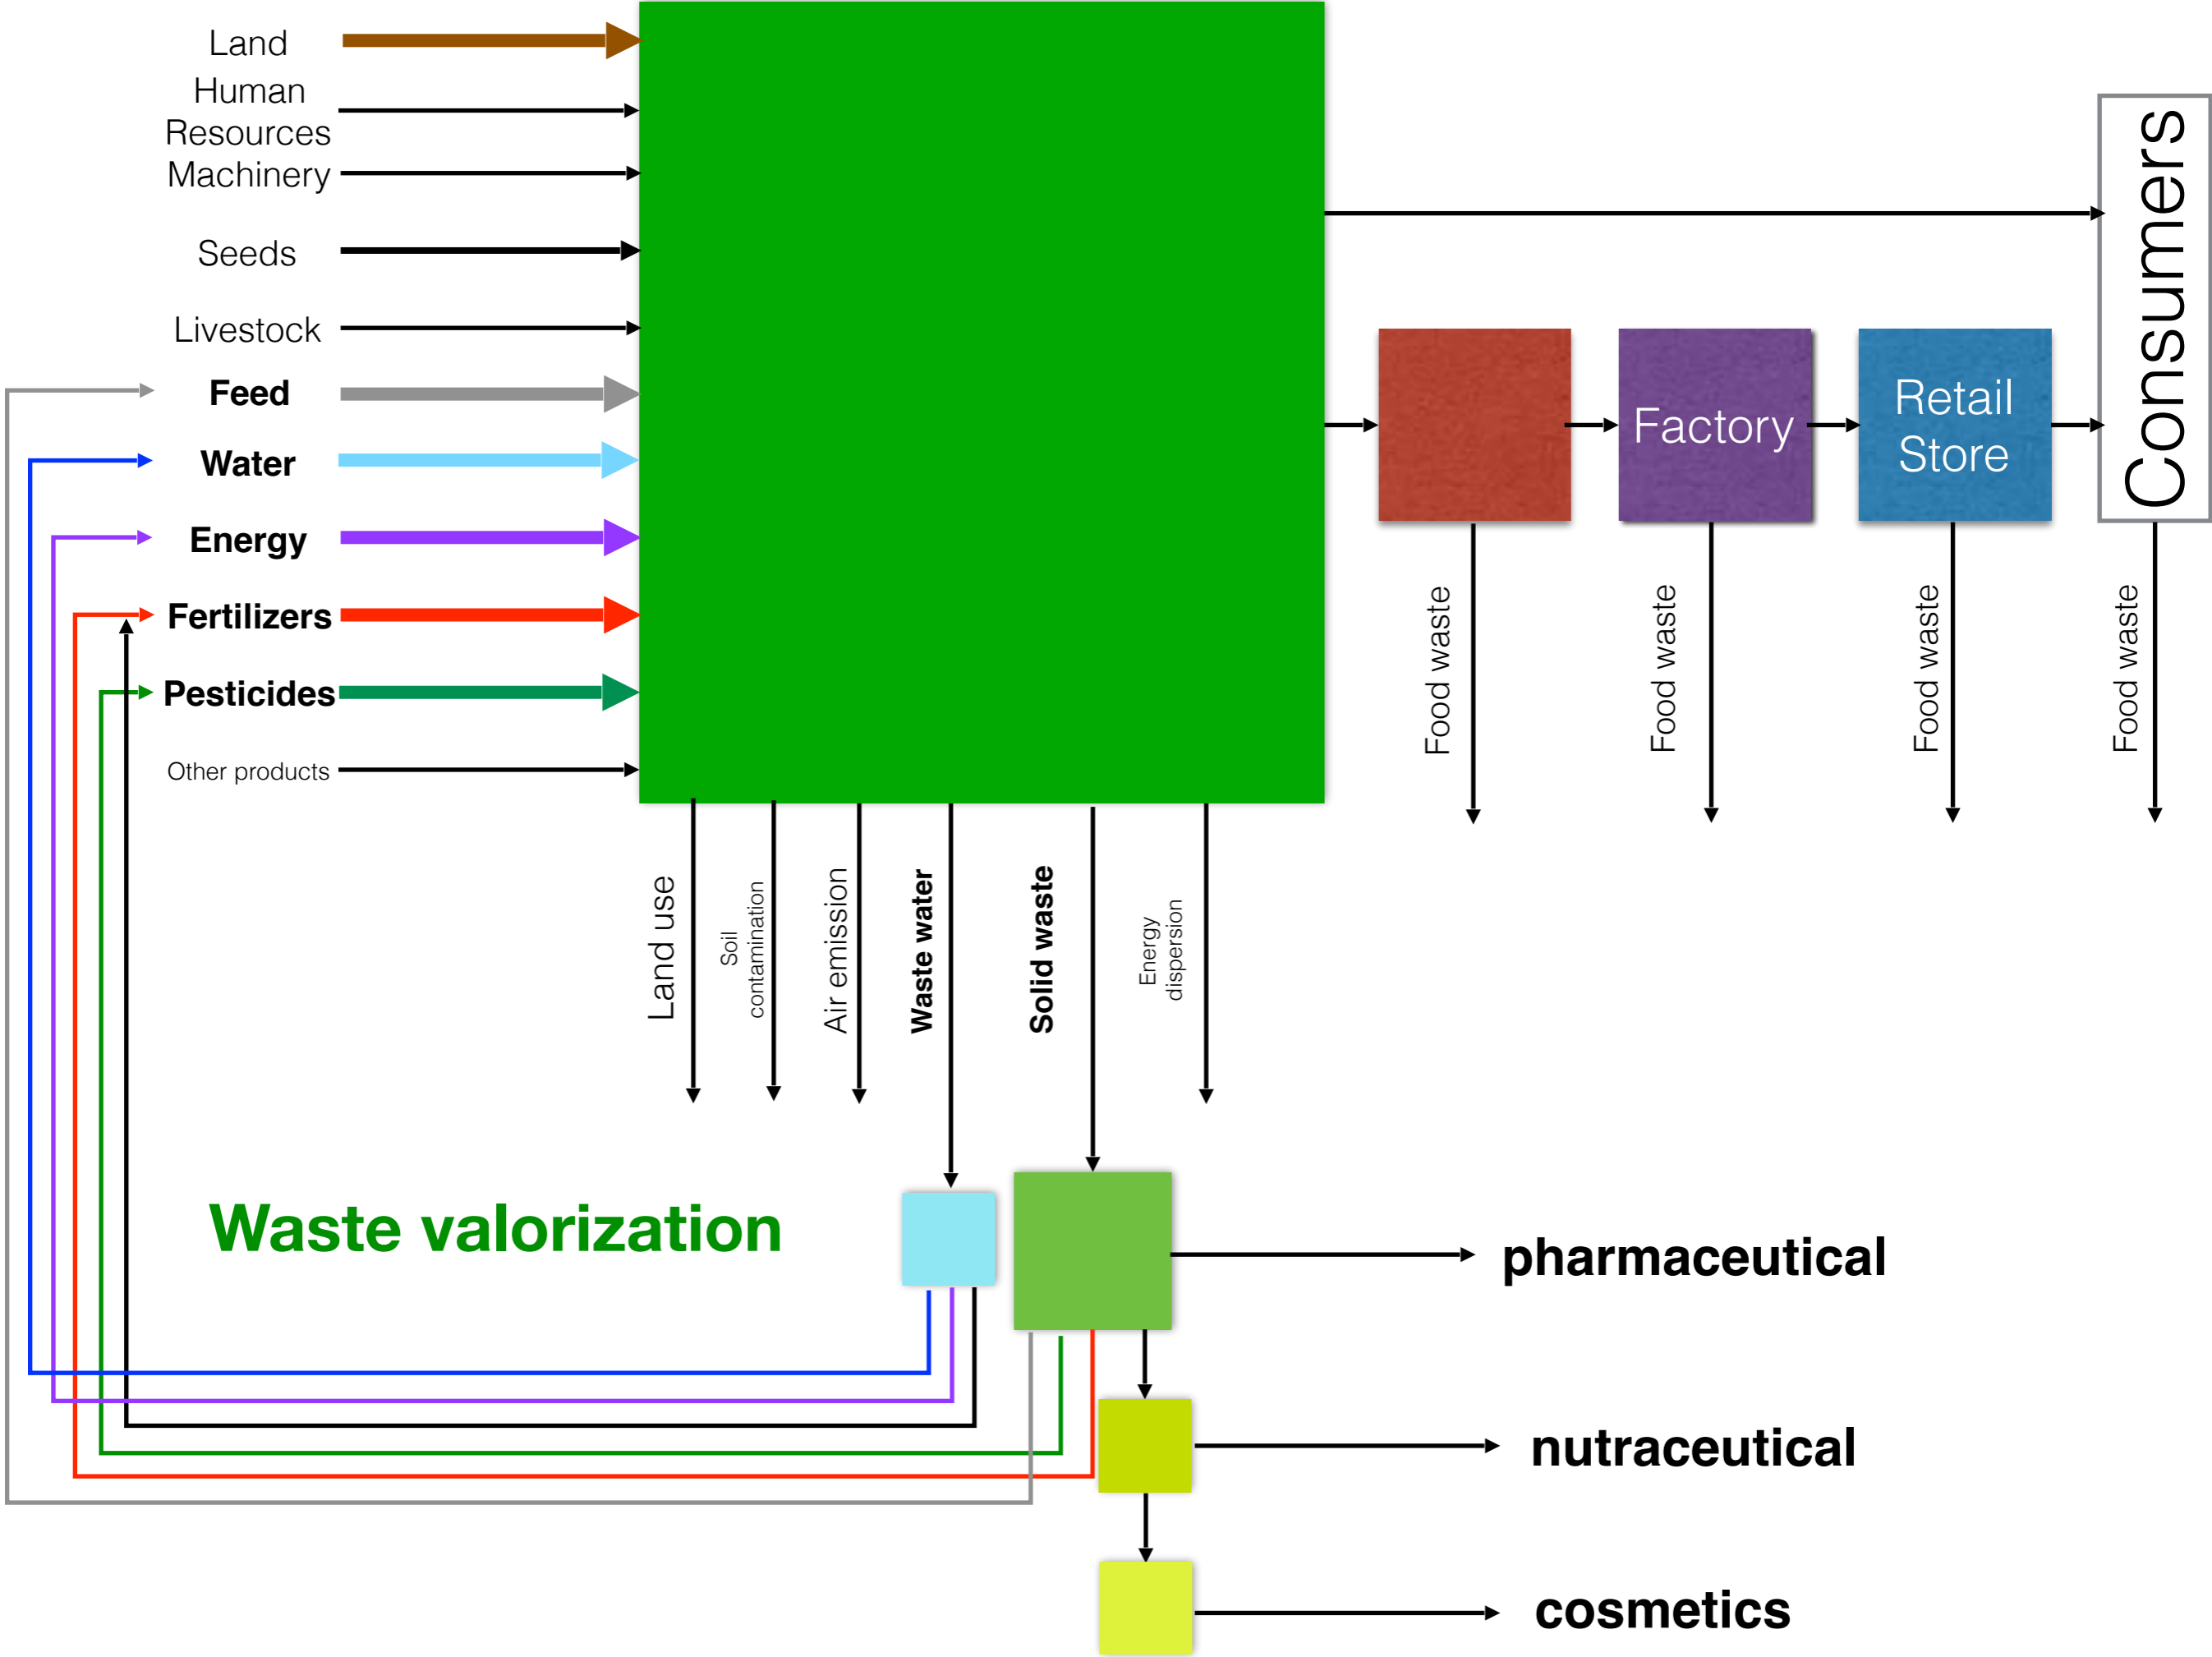 Land
Human
Resources
Machinery
Seeds
Livestock
Feed
Water
Energy
Fertilizers
Pesticides
Other products
Consumers
Factory
Retail
Store
Food waste
Food waste
Food waste
Food waste
Land use
Soil
contamination
Air emission
Waste water
Solid waste
Energy
dispersion
Waste valorization
pharmaceutical
nutraceutical
cosmetics